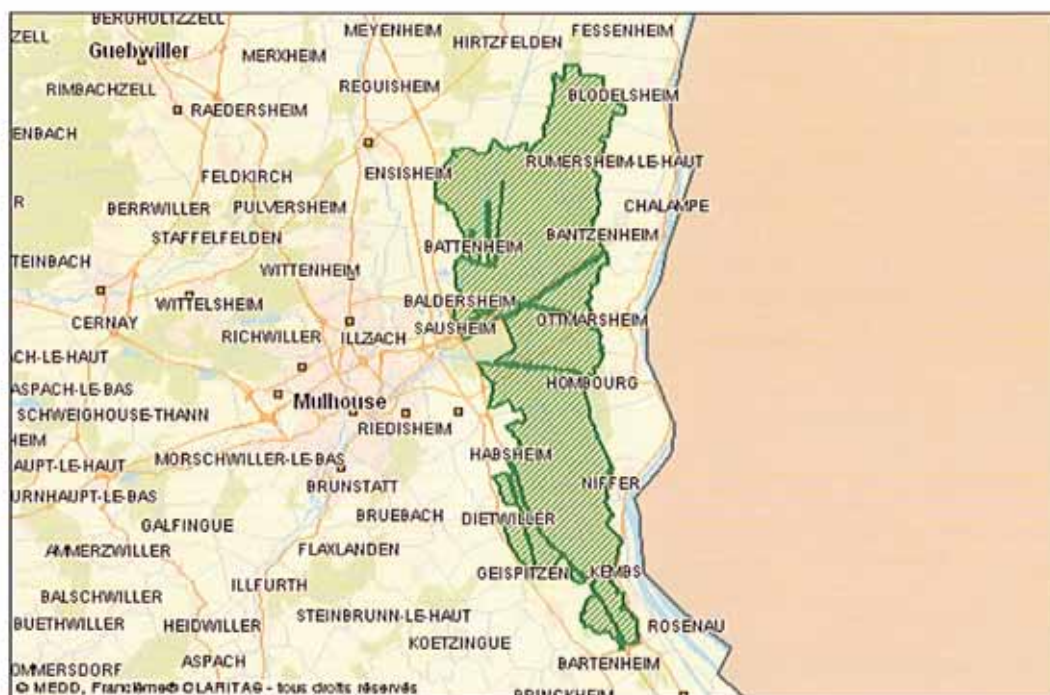 BERGHOLTZZELL
MEYENHEIM
FESSENHEIM
ZELL
Guebwiller
MERXHEIM
HIRTZFELDEN
RIMBACHZELL
REGUISHEIM
BLODELSHEIM
RAEDERSHEIM
ENBACH
RUMERSHEIM-LE-HAUT
ENSISHEIM
FELDKIRCH
R
BERRWILLER
PULVERSHEIM
CHALAMPE
STAFFELFELDEN
BATTENHEIM
BANTZENHEIM
TEINBACH
WITTENHEIM
WITTELSHEIM
BALDERSHEIM
CERNAY
RICHWILLER
ILLZACH
SAUSHEIM
OTTMARSHEIM
ACH-LE-HAUT
ASPACH-LE-BAS
HOMBOURG
SCHWEIGHOUSE-THANN
Mulhouse
RIEDISHEIM
HEIM
HABSHEIM
AUPT-LE-HAUT
MORSCHWILLER-LE-BAS
NIFFER
URNHAUPT-LE-BAS
BRUNSTATT
GALFINGUE
BRUEBACH
DIETWILLER
AMMERZWILLER
FLAXLANDEN
GEISPITZEN
KEMBS
ILLFURTH
BALSCHWILLER
STEINBRUNN-LE-HAUT
BUETHWILLER
HEIDWILLER
ROSENAU
KOETZINGUE
OMMERSDORF
ASPACH
BARTENHEIM
© MEDD, Franclème® CLARITAS - tous droits réservés
BRINCKHEIM